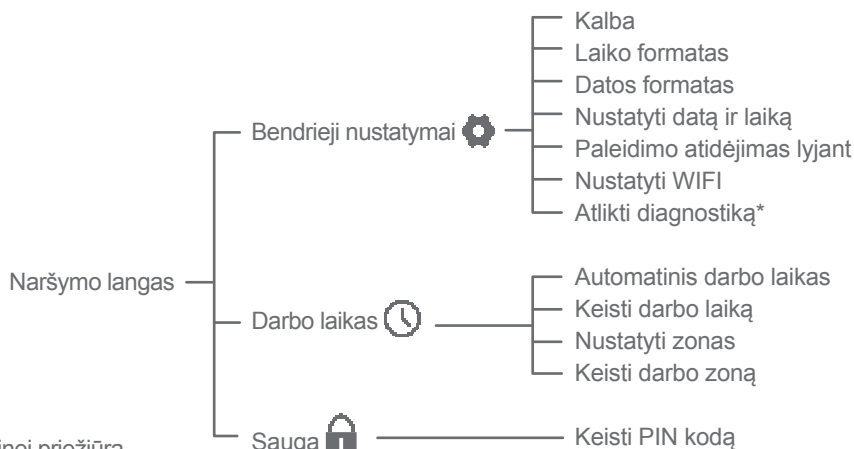 Kalba
Laiko formatas
Datos formatas
Nustatyti datą ir laiką
Paleidimo atidėjimas lyjant
Nustatyti WIFI
Atlikti diagnostiką*
Bendrieji nustatymai
Naršymo langas
Automatinis darbo laikas
Keisti darbo laiką
Nustatyti zonas
Keisti darbo zoną
Darbo laikas
Sauga
Keisti PIN kodą
priežiūra